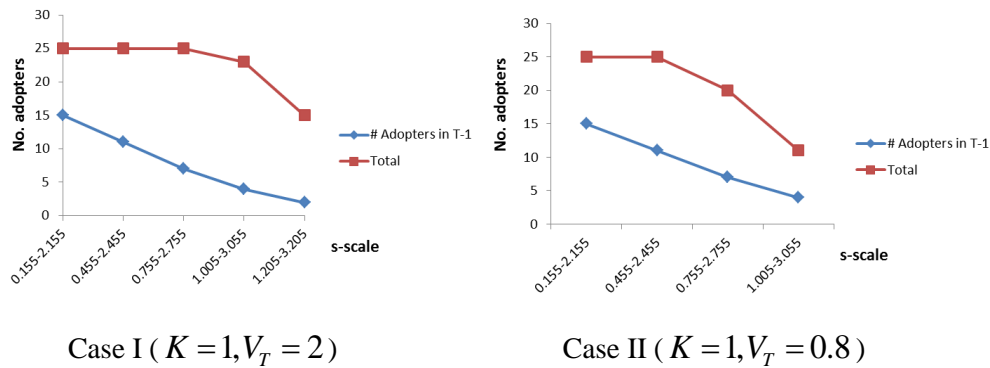 No. adopters
30
25
20
15
10
5
0
0.155-2.155
0.455-2.455
0.755-2.755
1.005-3.055
1.205-3.205
s-scale
# Adopters in T-1
Total
Case I ( K = 1, V_T = 2 )
No. adopters
30
25
20
15
10
5
0
0.155-2.155
0.455-2.455
0.755-2.755
1.005-3.055
s-scale
# Adopters in T-1
Total
Case II ( K = 1, V_T = 0.8 )